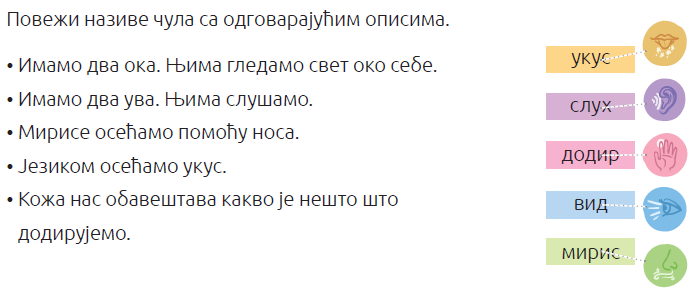 Повежи називе чула са одговарајућим описима.
• Имамо два ока. Њима гледамо свет око себе.
• Имамо два ува. Њима слушамо.
• Мирисе осећамо помоћу носа.
• Језиком осећамо укус.
• Кожа нас обавештава какво је нешто што
додирујемо.
укус
слух
додир
вид
мирис